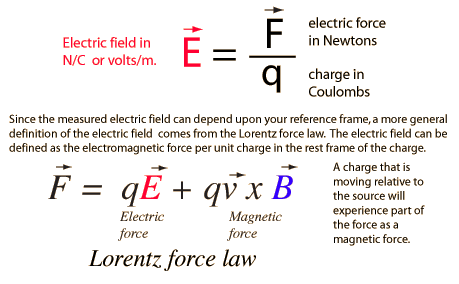 Electric field in
N/C or volts/m.
E = F
q
electric force
in Newtons
charge in
Coulombs
Since the measured electric field can depend upon your reference frame, a more general
definition of the electric field comes from the Lorentz force law. The electric field can be
defined as the electromagnetic force per unit charge in the rest frame of the charge.
F = qE + qv x B
Electric
force
Magnetic
force
A charge that is
moving relative to
the source will
experience part of
the force as a
magnetic force.
Lorentz force law